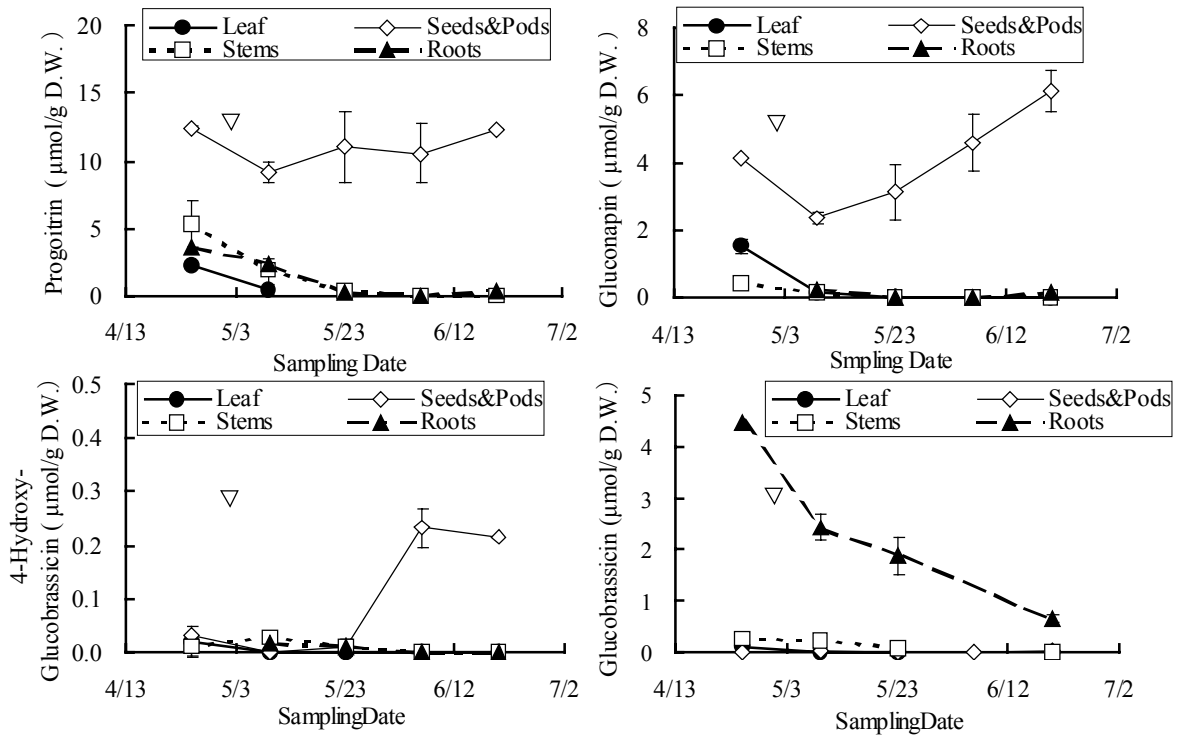 Leaf Seeds&Pods
Stems Roots
20
15
10
5
0
Progoitrin ( μmol/g D.W.)
4/13 5/3 5/23 6/12 7/2
Sampling Date
Leaf Seeds&Pods
Stems Roots
8
6
4
2
0
Gluconapin ( μmol/g D.W.)
4/13 5/3 5/23 6/12 7/2
Smpling Date
Leaf Seeds&Pods
Stems Roots
0.5
0.4
0.3
0.2
0.1
0.0
4-Hydroxy-
Glucobrassicin ( μmol/g D.W.)
4/13 5/3 5/23 6/12 7/2
SamplingDate
Leaf Seeds&Pods
Stems Roots
5
4
3
2
1
0
Glucobrassicin (μmol/g D.W.)
4/13 5/3 5/23 6/12 7/2
SamplingDate